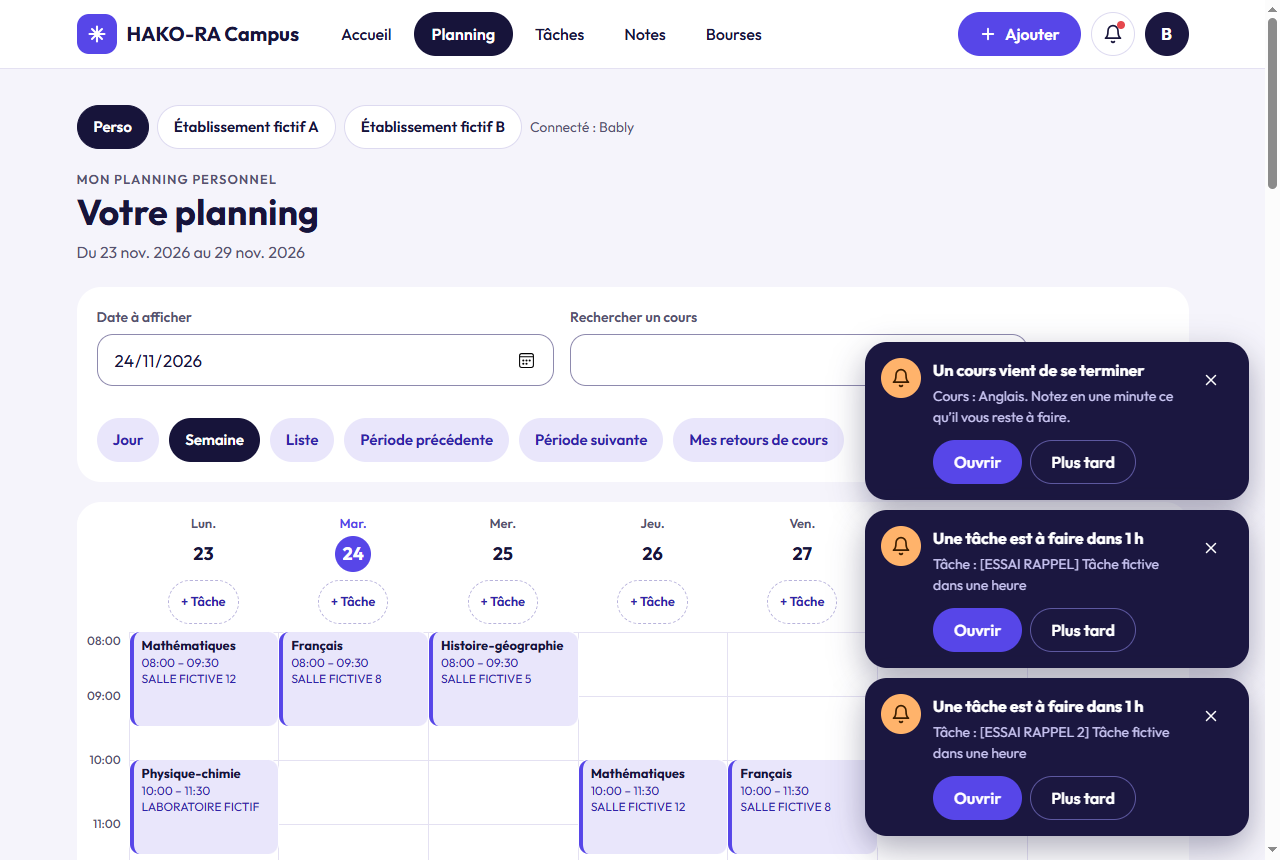 HAKO-RA Campus
Accueil
Planning
Tâches
Notes
Bourses
+ Ajouter
B
Perso
Établissement fictif A
Établissement fictif B
Connecté : Bably
MON PLANNING PERSONNEL
Votre planning
Du 23 nov. 2026 au 29 nov. 2026
Date à afficher
Rechercher un cours
24/11/2026
Jour
Semaine
Liste
Période précédente
Période suivante
Mes retours de cours
Lun.
Mar.
Mer.
Jeu.
Ven.
23
24
25
26
27
+ Tâche
+ Tâche
+ Tâche
+ Tâche
+ Tâche
08:00
09:00
10:00
11:00
Mathématiques
08:00 – 09:30
SALLE FICTIVE 12
Français
08:00 – 09:30
SALLE FICTIVE 8
Histoire-géographie
08:00 – 09:30
SALLE FICTIVE 5
Physique-chimie
10:00 – 11:30
LABORATOIRE FICTIF
Mathématiques
10:00 – 11:30
SALLE FICTIVE 12
Français
10:00 – 11:30
SALLE FICTIVE 8
Un cours vient de se terminer
Cours : Anglais. Notez en une minute ce
qu’il vous reste à faire.
Ouvrir
Plus tard
Une tâche est à faire dans 1 h
Tâche : [ESSAI RAPPEL] Tâche fictive
dans une heure
Ouvrir
Plus tard
Une tâche est à faire dans 1 h
Tâche : [ESSAI RAPPEL 2] Tâche fictive
dans une heure
Ouvrir
Plus tard